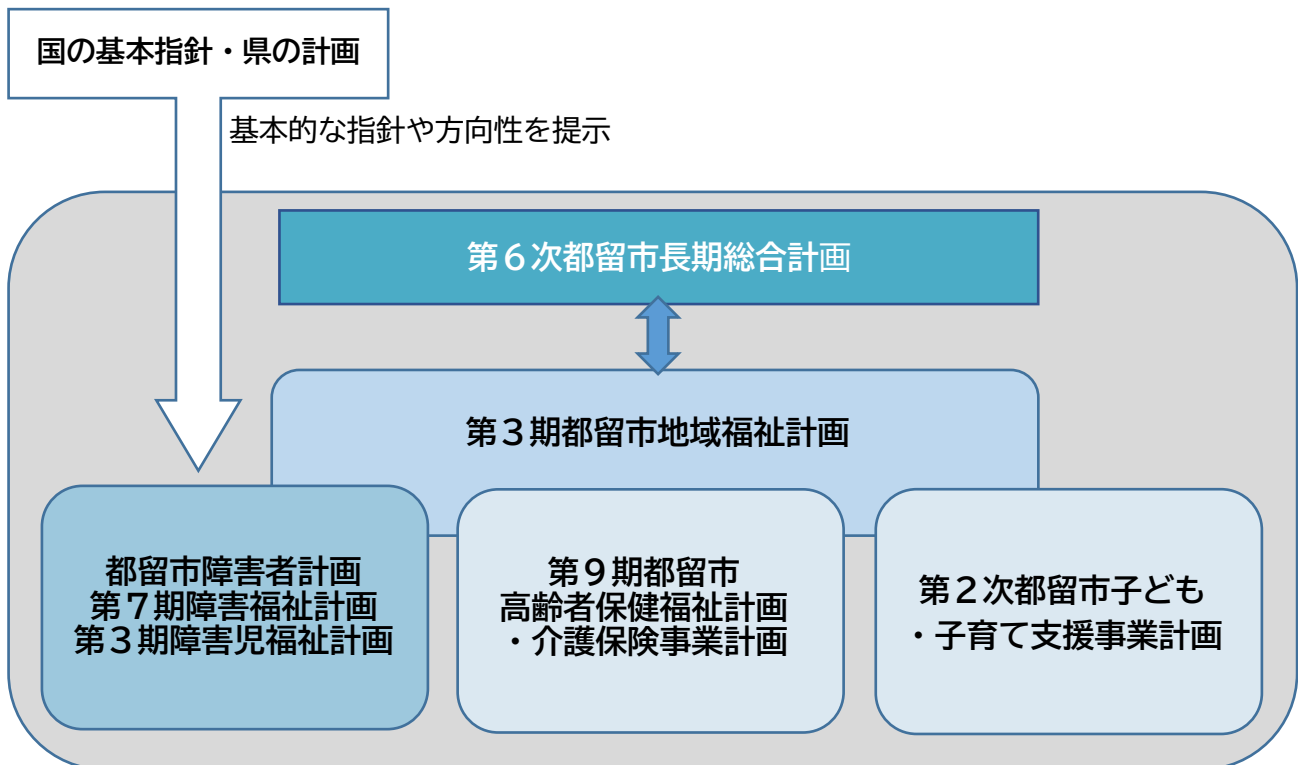 国の基本指針・県の計画
基本的な指針や方向性を提示
第６次都留市長期総合計画
第３期都留市地域福祉計画
都留市障害者計画
第７期障害福祉計画
第３期障害児福祉計画
第９期都留市
高齢者保健福祉計画
・介護保険事業計画
第２次都留市子ども
・子育て支援事業計画